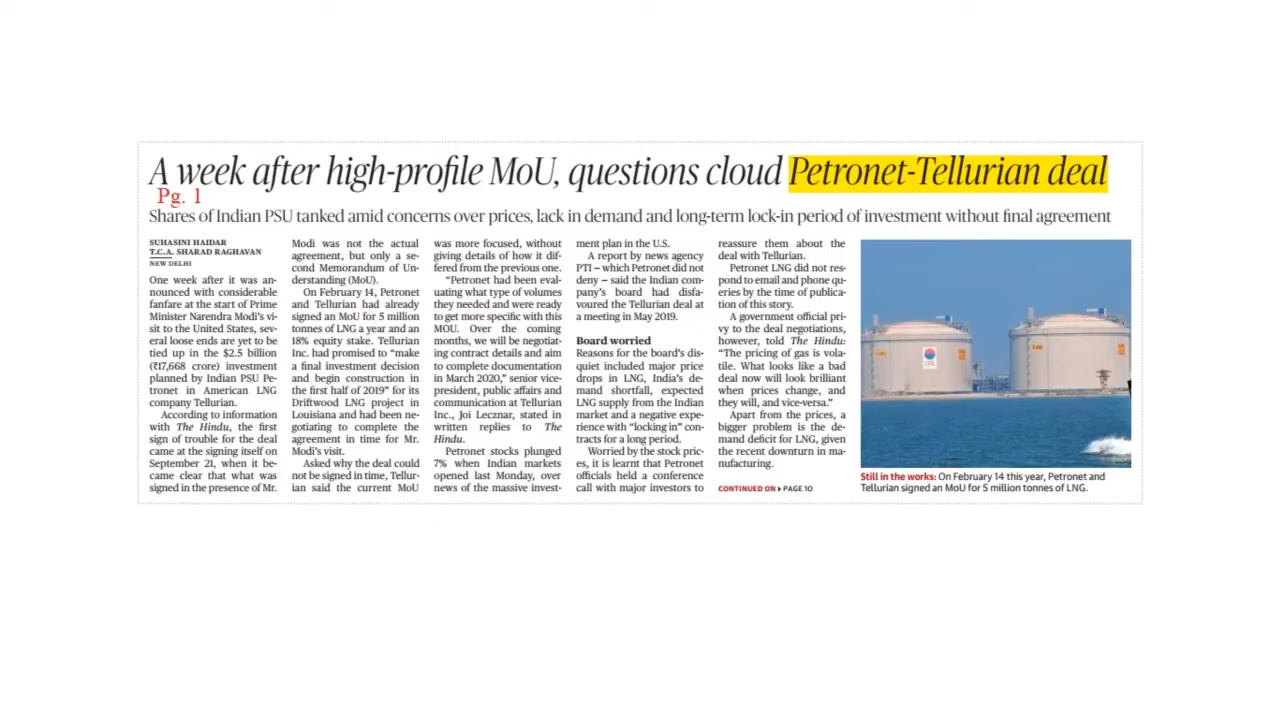 A week after high-profile MoU, questions cloud Petronet-Tellurian deal
Pg. 1
Shares of Indian PSU tanked amid concerns over prices, lack in demand and long-term lock-in period of investment without final agreement
SUHASINI HAIDAR
T.C.A. SHARAD RAGHAVAN
NEW DELHI
One week after it was an-
nounced with considerable
fanfare at the start of Prime
Minister Narendra Modi's vi-
sit to the United States, sev-
eral loose ends are yet to be
tied up in the $2.5 billion
(₹17,668 crore) investment
planned by Indian PSU Pe-
tronet in American LNG
company Tellurian.
According to information
with The Hindu, the first
sign of trouble for the deal
came at the signing itself on
September 21, when it be-
came clear that what was
signed in the presence of Mr.
Modi was not the actual
agreement, but only a se-
cond Memorandum of Un-
derstanding (MoU).
On February 14, Petronet
and Tellurian had already
signed an MoU for 5 million
tonnes of LNG a year and an
18% equity stake. Tellurian
Inc. had promised to “make
a final investment decision
and begin construction in
the first half of 2019” for its
Driftwood LNG project in
Louisiana and had been ne-
gotiating to complete the
agreement in time for Mr.
Modi's visit.
Asked why the deal could
not be signed in time, Tellur-
ian said the current MoU
was more focused, without
giving details of how it dif-
fered from the previous one.
“Petronet had been eval-
uating what type of volumes
they needed and were ready
to get more specific with this
MOU. Over the coming
months, we will be negotiat-
ing contract details and aim
to complete documentation
in March 2020,” senior vice-
president, public affairs and
communication at Tellurian
Inc., Joi Lecznar, stated in
written replies to The
Hindu.
Petronet stocks plunged
7% when Indian markets
opened last Monday, over
news of the massive invest-
ment plan in the U.S.
A report by news agency
PTI – which Petronet did not
deny – said the Indian com-
pany's board had disfa-
voured the Tellurian deal at
a meeting in May 2019.
Board worried
Reasons for the board's dis-
quiet included major price
drops in LNG, India's de-
mand shortfall, expected
LNG supply from the Indian
market and a negative expe-
rience with “locking in” con-
tracts for a long period.
Worried by the stock pric-
es, it is learnt that Petronet
officials held a conference
call with major investors to
reassure them about the
deal with Tellurian.
Petronet LNG did not res-
pond to email and phone qu-
eries by the time of publica-
tion of this story.
A government official pri-
vy to the deal negotiations,
however, told The Hindu:
“The pricing of gas is vola-
tile. What looks like a bad
deal now will look brilliant
when prices change, and
they will, and vice-versa.”
Apart from the prices, a
bigger problem is the de-
mand deficit for LNG, given
the recent downturn in ma-
nufacturing.
CONTINUED ON ▸ PAGE 10
Still in the works: On February 14 this year, Petronet and
Tellurian signed an MoU for 5 million tonnes of LNG.